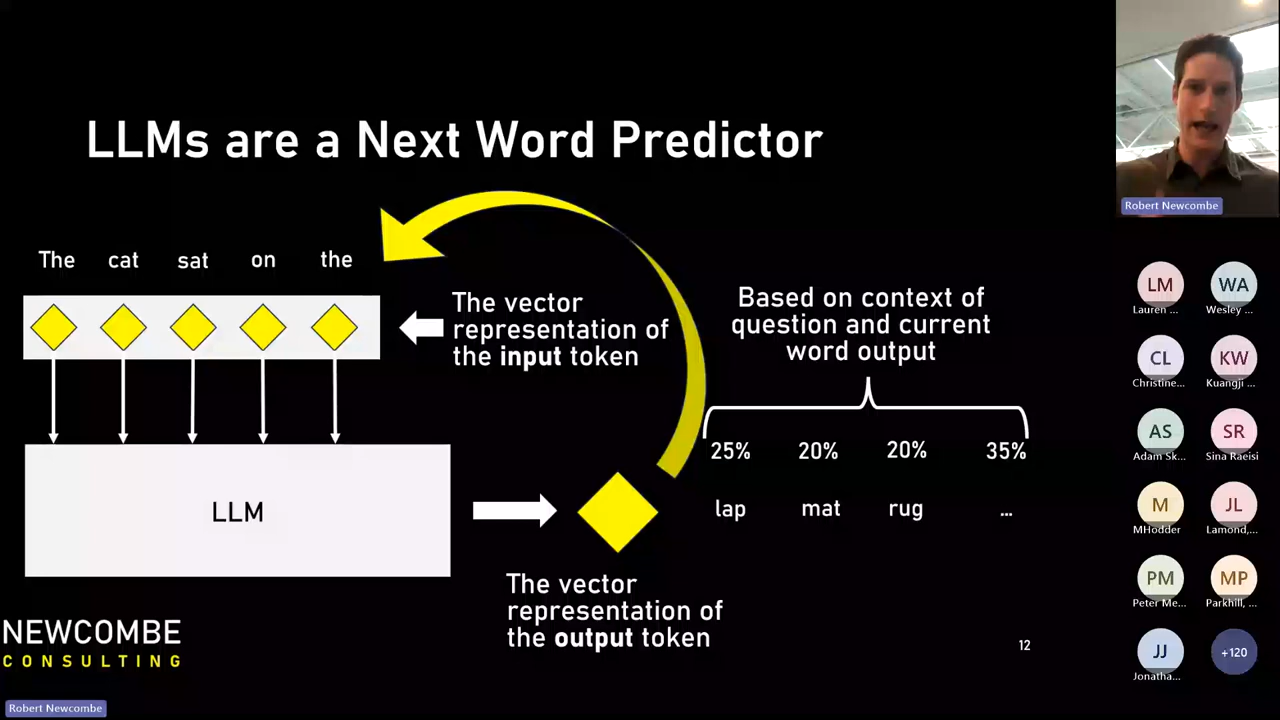 LLMs are a Next Word Predictor
The cat sat on the
The vector
representation of
the input token
Based on context of
question and current
word output
25% 20% 20% 35%
lap mat rug ...
LLM
The vector
representation of
the output token
NEWCOMBE
CONSULTING
12
Robert Newcombe
Robert Newcombe
LM WA
Lauren ... Wesley ...
CL KW
Christine... Kuangji ...
AS SR
Adam Sk... Sina Raeisi
M JL
MHodder Lamond,...
PM MP
Peter Me... Parkhill, ...
JJ +120
Jonatha...